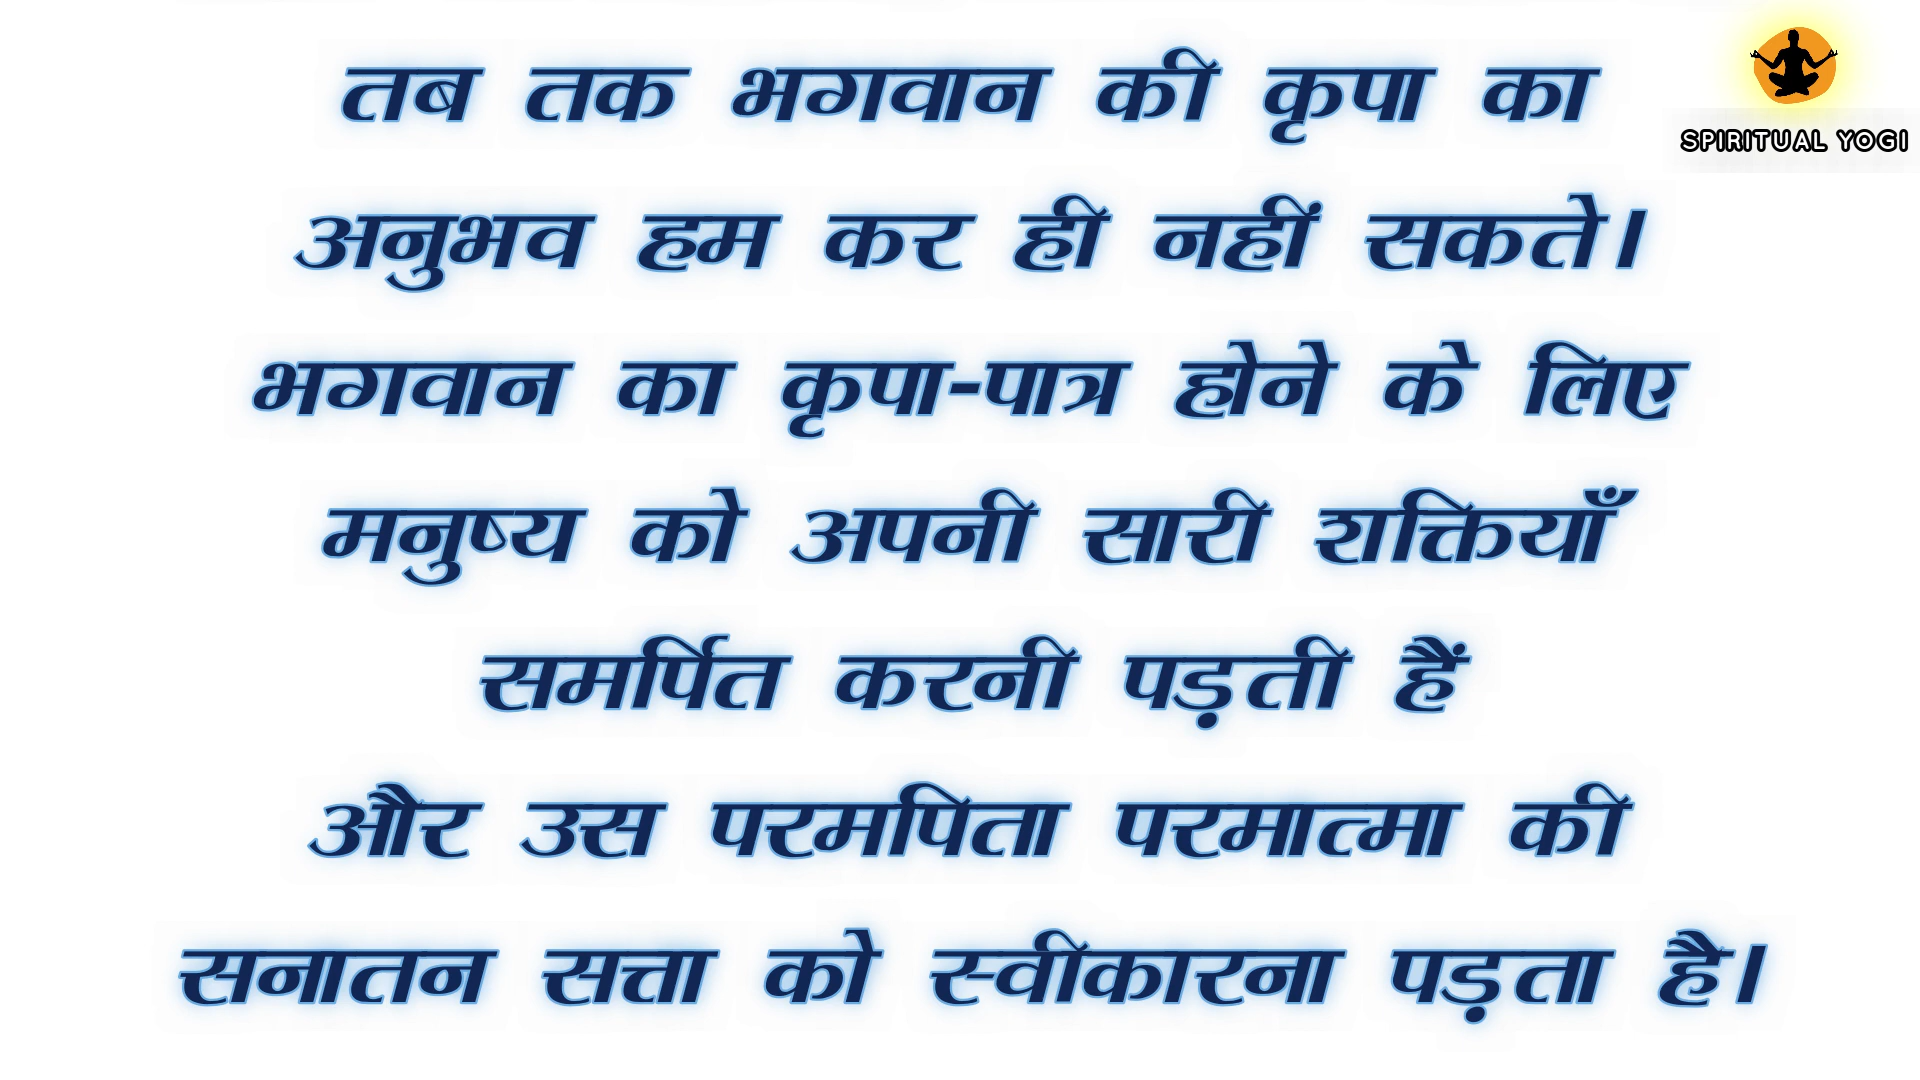 तब तक भगवान की कृपा का
अनुभव हम कर ही नहीं सकते।
भगवान का कृपा-पात्र होने के लिए
मनुष्य को अपनी सारी शक्तियाँ
समर्पित करनी पड़ती हैं
और उस परमपिता परमात्मा की
सनातन सत्ता को स्वीकारना पड़ता है।
SPIRITUAL YOGI